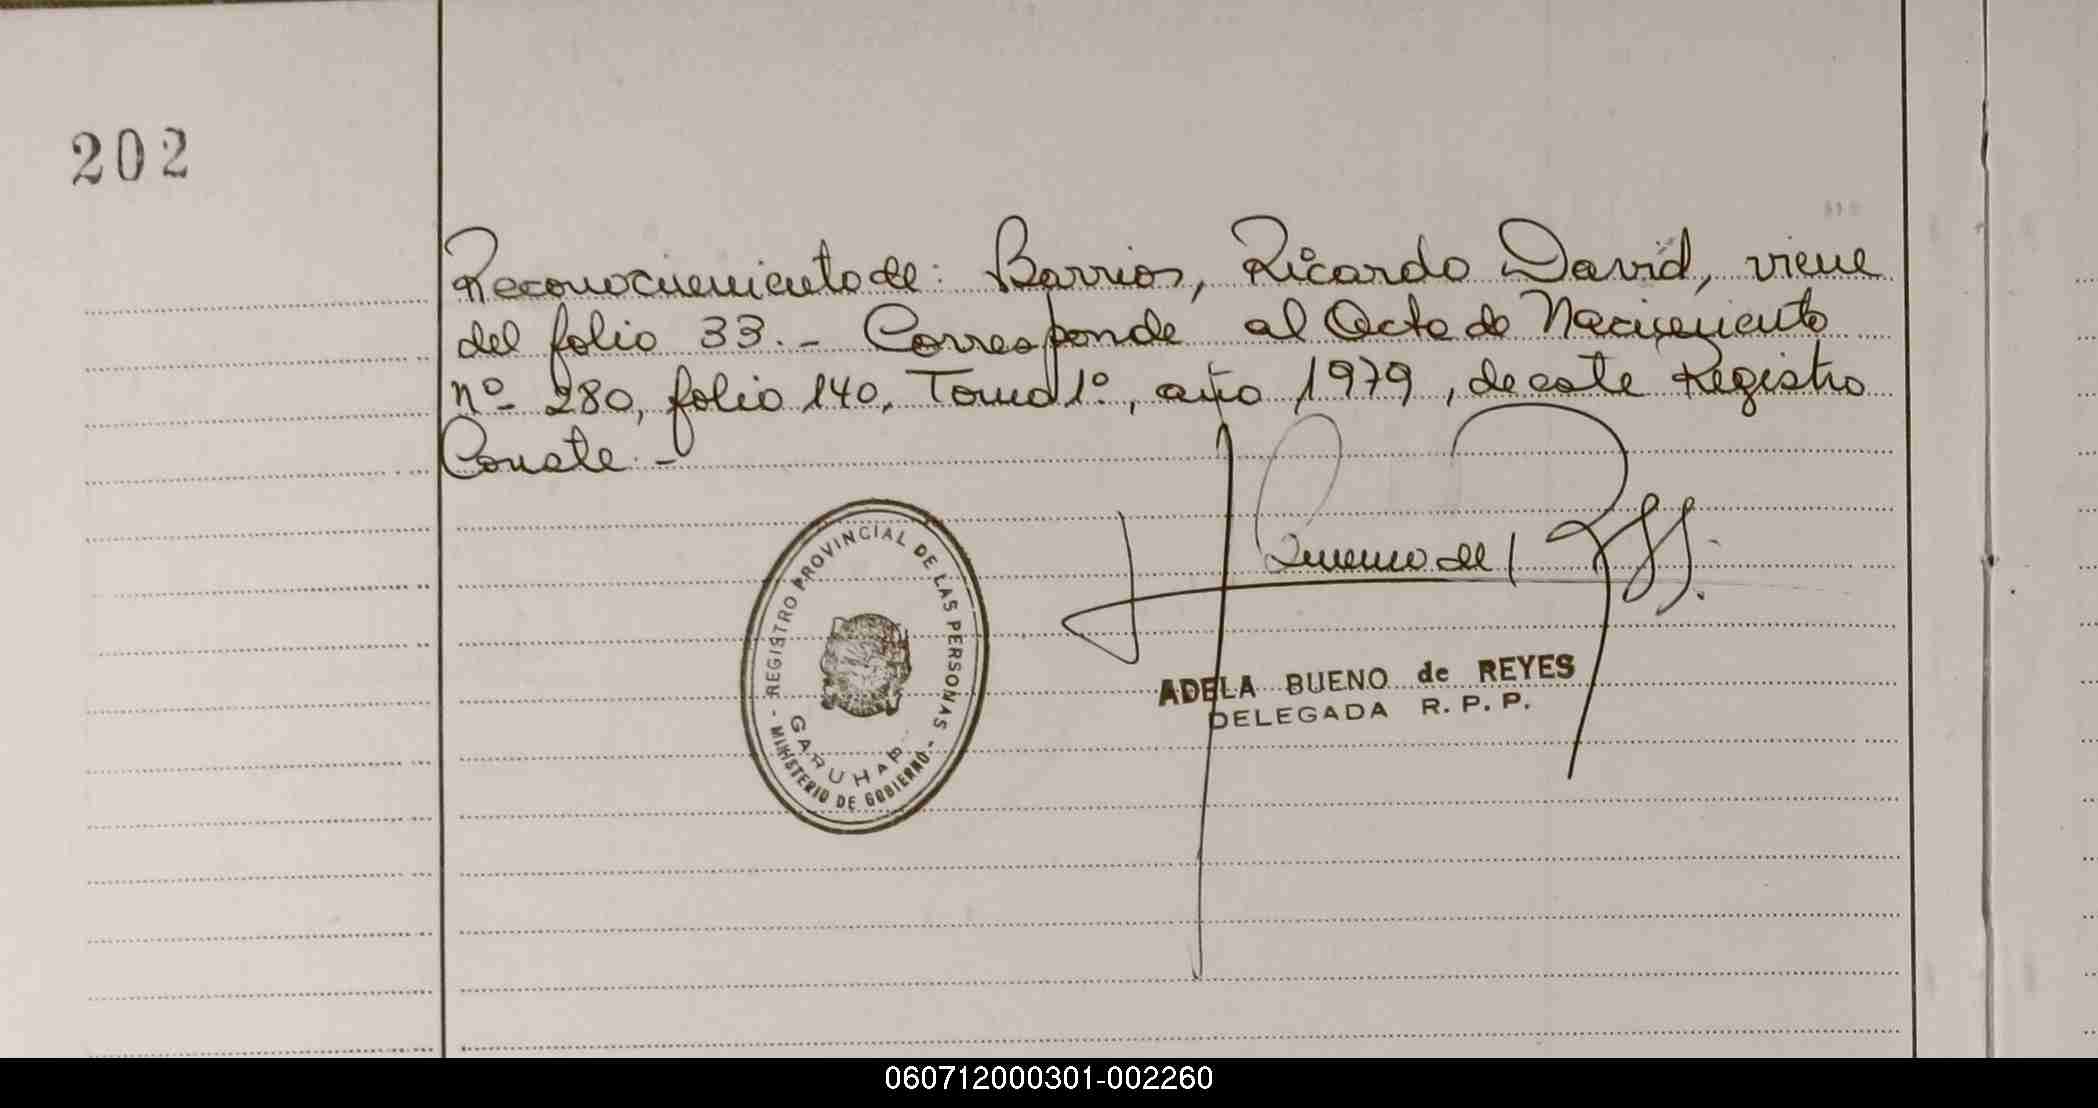 202
Reconocimiento de: Barrios, Ricardo David, viene
del folio 33.- Corresponde al Acta de Nacimiento
nº 280, folio 140, Tomo 1º, año 1979, de este Registro
Conste.-
REGISTRO PROVINCIAL DE LAS PERSONAS
GARUHAPE
- MINISTERIO DE GOBIERNO -
ADELA BUENO de REYES
DELEGADA R. P. P.
060712000301-002260